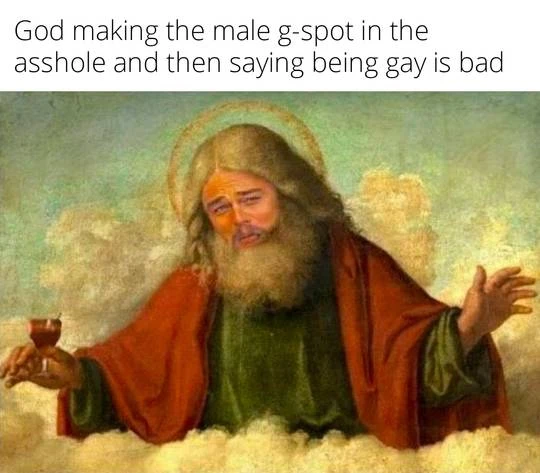 God making the male g-spot in the
asshole and then saying being gay is bad